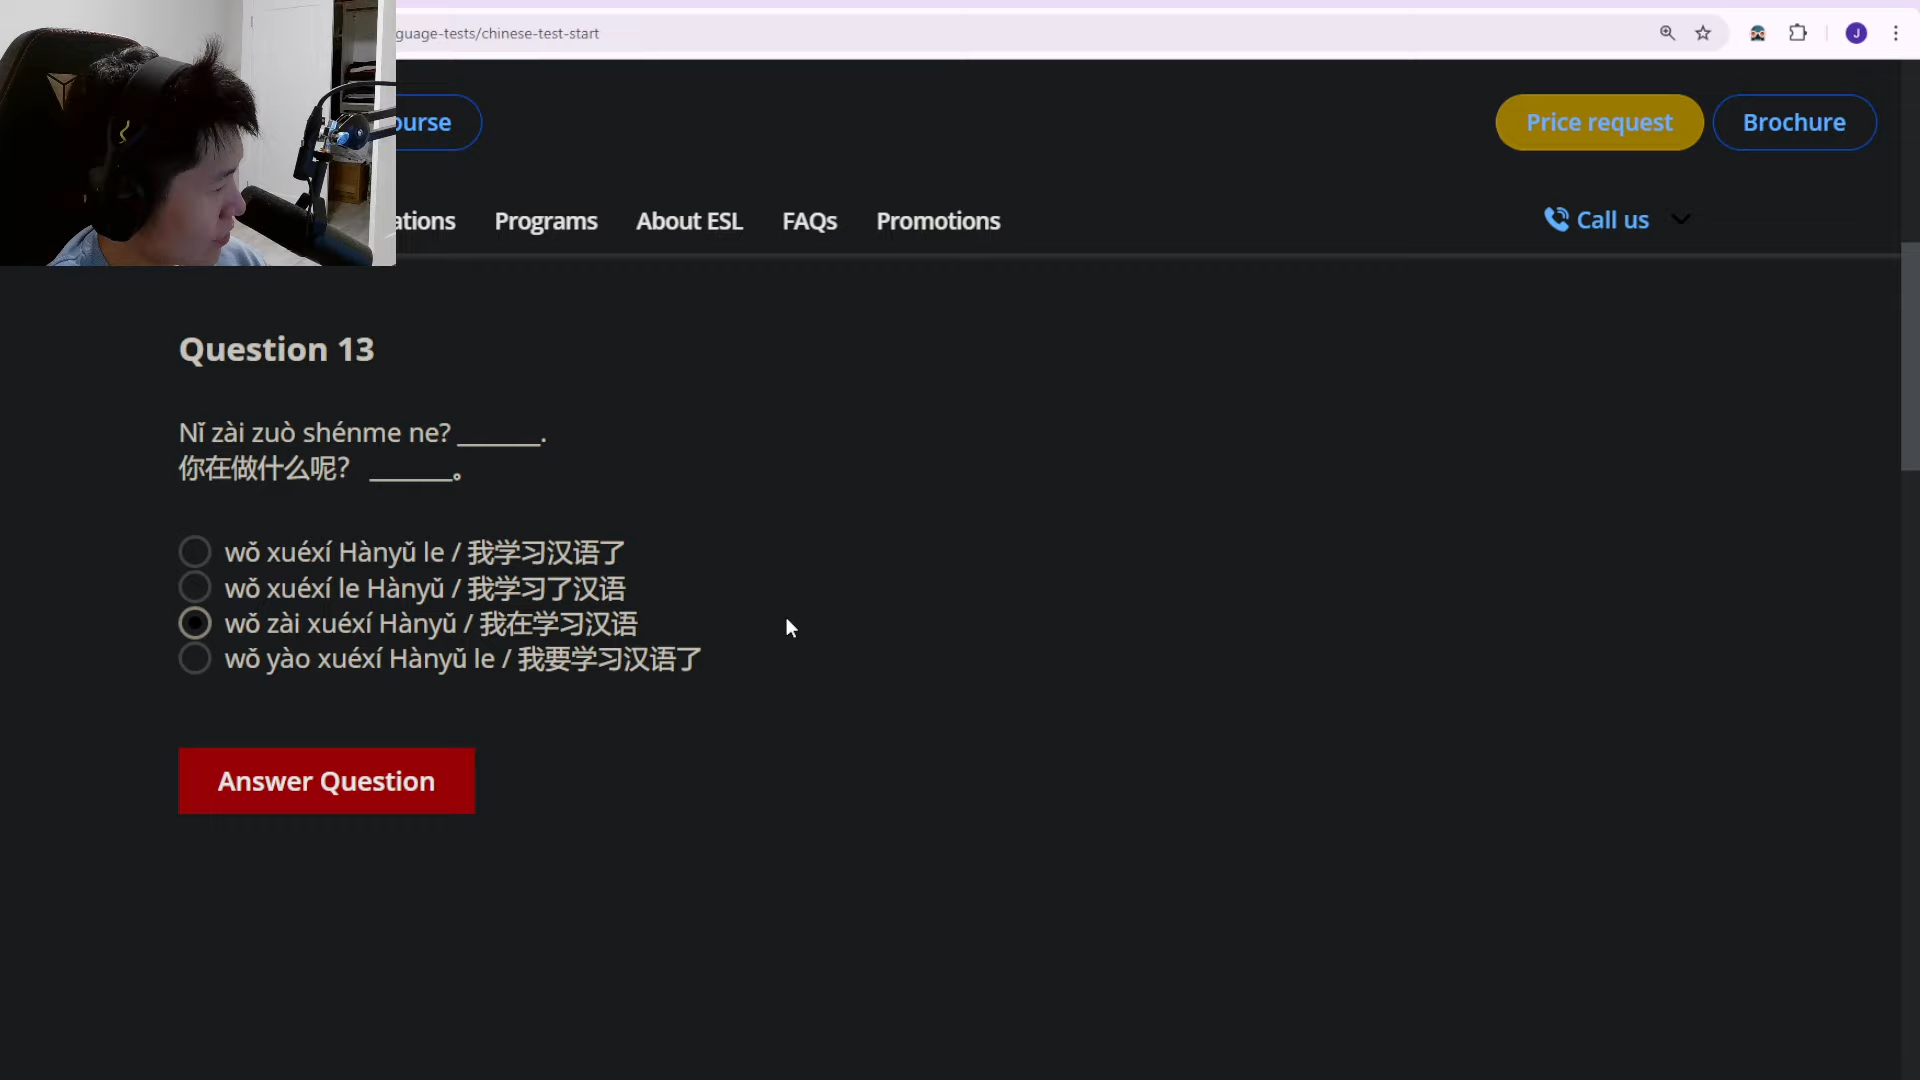 guage-tests/chinese-test-start
J
ourse
Price request
Brochure
ations
Programs
About ESL
FAQs
Promotions
Call us
Question 13
Nǐ zài zuò shénme ne? _______.
你在做什么呢? _______。
wǒ xuéxí Hànyǔ le / 我学习汉语了
wǒ xuéxí le Hànyǔ / 我学习了汉语
wǒ zài xuéxí Hànyǔ / 我在学习汉语
wǒ yào xuéxí Hànyǔ le / 我要学习汉语了
Answer Question